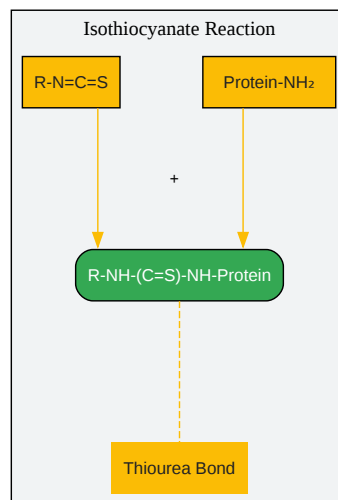 Isothiocyanate Reaction
R-N=C=S
Protein-NH₂
+
R-NH-(C=S)-NH-Protein
Thiourea Bond